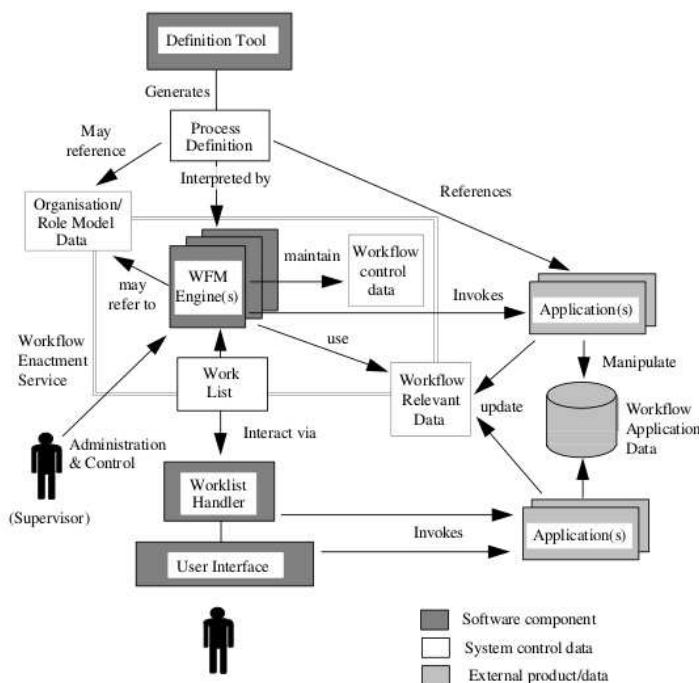 Definition Tool
Generates
May
reference
Process
Definition
Interpreted by
References
Organisation/
Role Model
Data
WFM
Engine(s)
maintain
Workflow
control
data
may
refer to
Invokes
Application(s)
Workflow
Enactment
Service
use
Manipulate
Work
List
Workflow
Relevant
Data
update
Workflow
Application
Data
Administration
& Control
Interact via
(Supervisor)
Worklist
Handler
Invokes
Application(s)
User Interface
Software component
System control data
External product/data